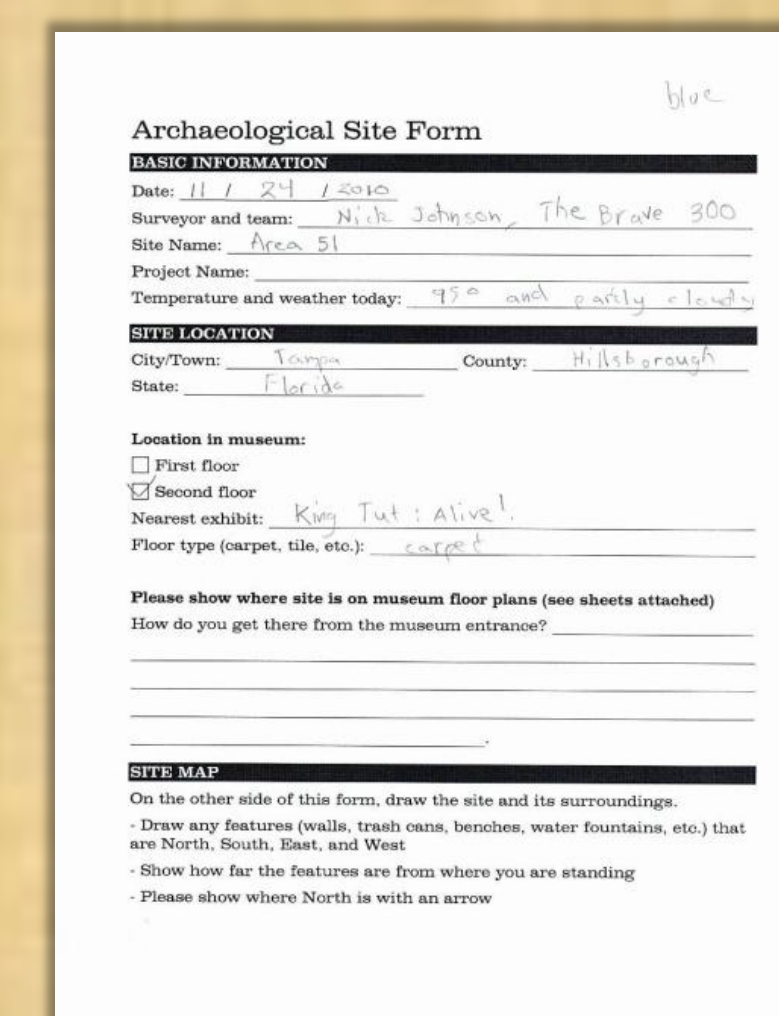 blue
Archaeological Site Form
BASIC INFORMATION
Date: 11 / 24 / 2010
Surveyor and team: Nick Johnson, The Brave 300
Site Name: Area 51
Project Name:
Temperature and weather today: 95° and partly cloudy
SITE LOCATION
City/Town: Tampa County: Hillsborough
State: Florida
Location in museum:
First floor
Second floor
Nearest exhibit: King Tut : Alive!
Floor type (carpet, tile, etc.): carpet
Please show where site is on museum floor plans (see sheets attached)
How do you get there from the museum entrance?
.
SITE MAP
On the other side of this form, draw the site and its surroundings.
- Draw any features (walls, trash cans, benches, water fountains, etc.) that
are North, South, East, and West
- Show how far the features are from where you are standing
- Please show where North is with an arrow